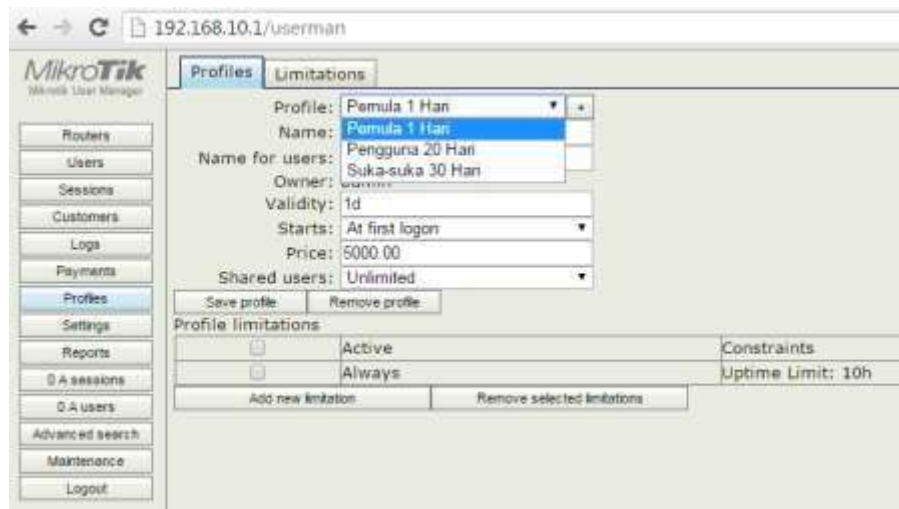 192.168.10.1/userman
MikroTik
Mikrotik User Manager
Routers
Users
Sessions
Customers
Logs
Payments
Profiles
Settings
Reports
0 A sessions
0 A users
Advanced search
Maintenance
Logout
Profiles Limitations
Profile: Pemula 1 Hari
Pemula 1 Hari
Pengguna 20 Hari
Suka-suka 30 Hari
Name:
Name for users:
Owner:
Validity: 1d
Starts: At first logon
Price: 5000.00
Shared users: Unlimited
Save profile Remove profile
Profile limitations
Active Constraints
Always Uptime Limit: 10h
Add new limitation Remove selected limitations